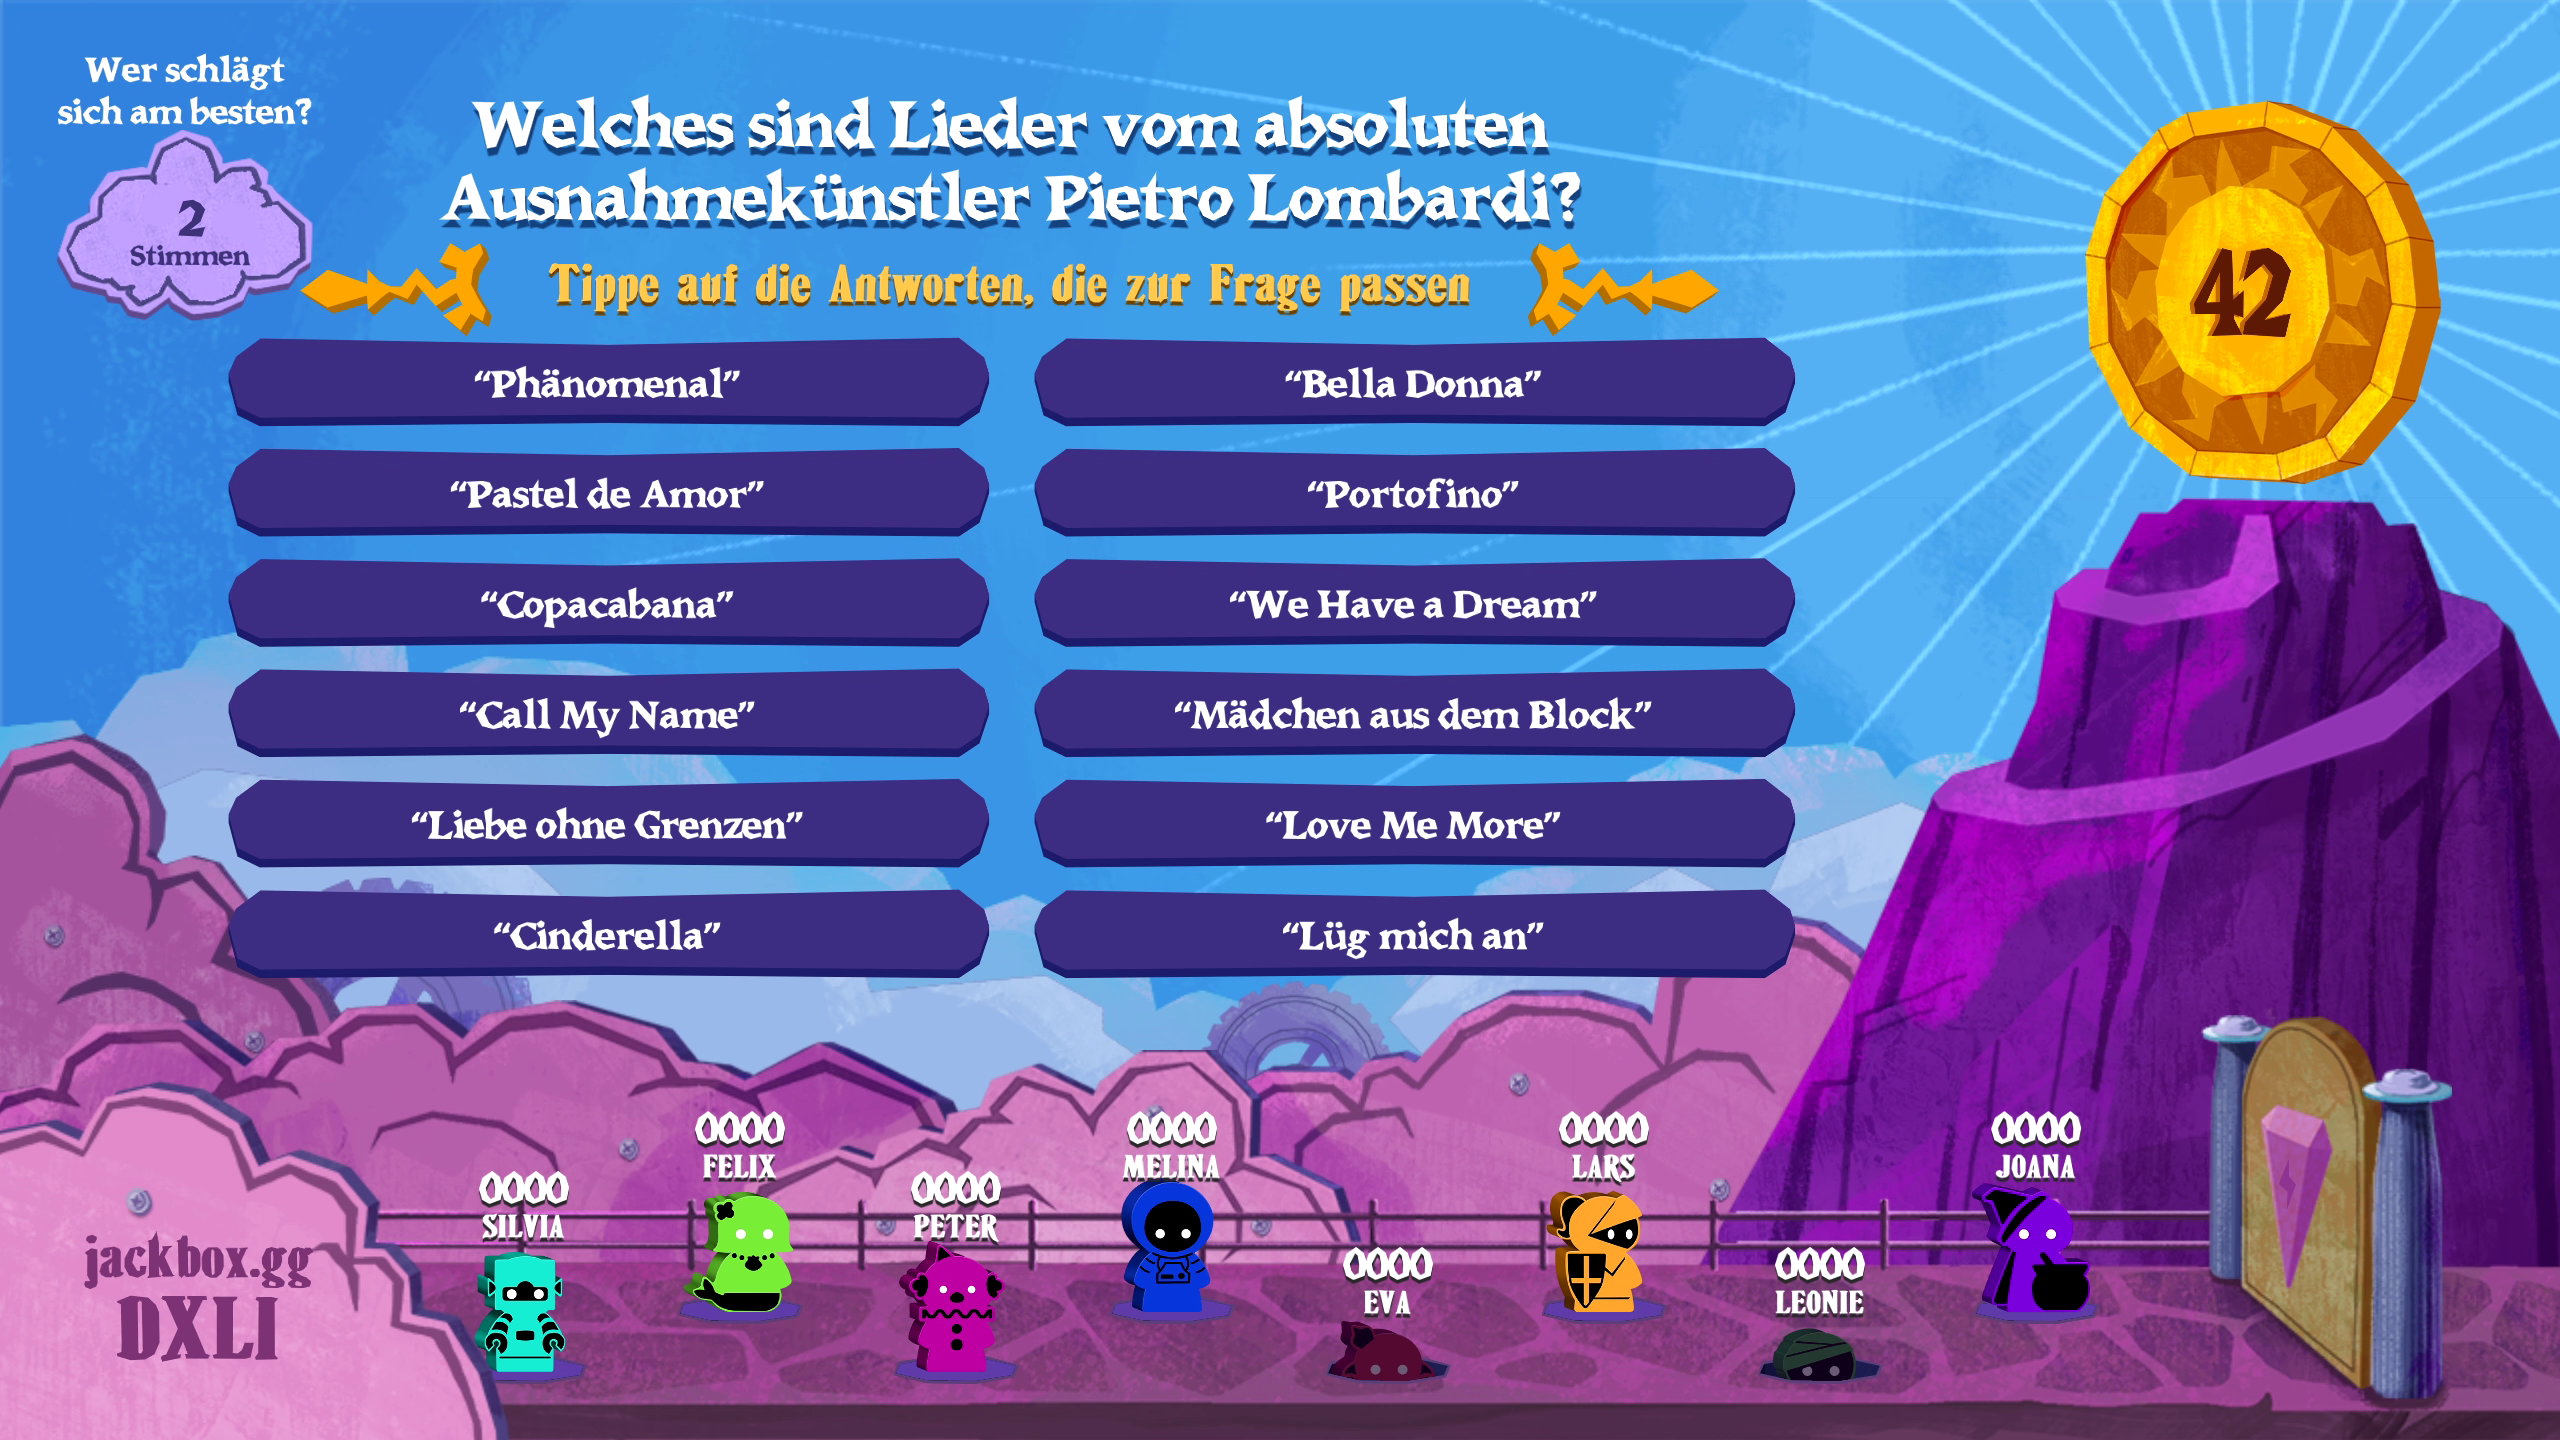 Wer schlägt
sich am besten?
2
Stimmen
Welches sind Lieder vom absoluten
Ausnahmekünstler Pietro Lombardi?
Tippe auf die Antworten, die zur Frage passen
42
“Phänomenal”
“Bella Donna”
“Pastel de Amor”
“Portofino”
“Copacabana”
“We Have a Dream”
“Call My Name”
“Mädchen aus dem Block”
“Liebe ohne Grenzen”
“Love Me More”
“Cinderella”
“Lüg mich an”
0000
SILVIA
0000
FELIX
0000
PETER
0000
MELINA
0000
EVA
0000
LARS
0000
LEONIE
0000
JOANA
jackbox.gg
DXLI